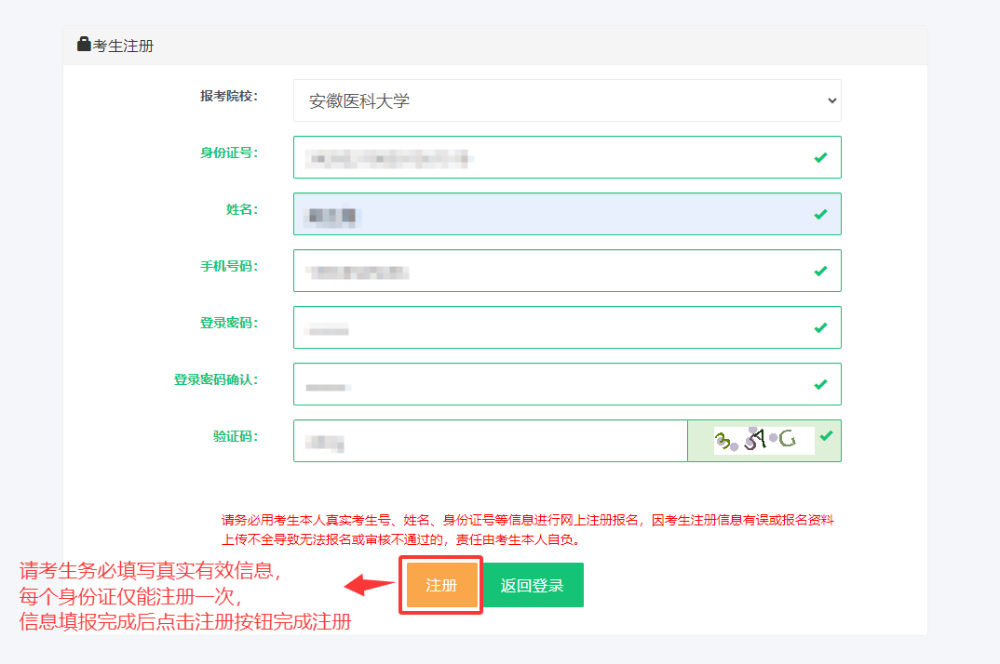 考生注册
报考院校：
安徽医科大学
身份证号：
姓名：
手机号码：
登录密码：
登录密码确认：
验证码：
请务必用考生本人真实考生号、姓名、身份证号等信息进行网上注册报名，因考生注册信息有误或报名资料
上传不全导致无法报名或审核不通过的，责任由考生本人自负。
请考生务必填写真实有效信息，
每个身份证仅能注册一次，
信息填报完成后点击注册按钮完成注册
注册
返回登录